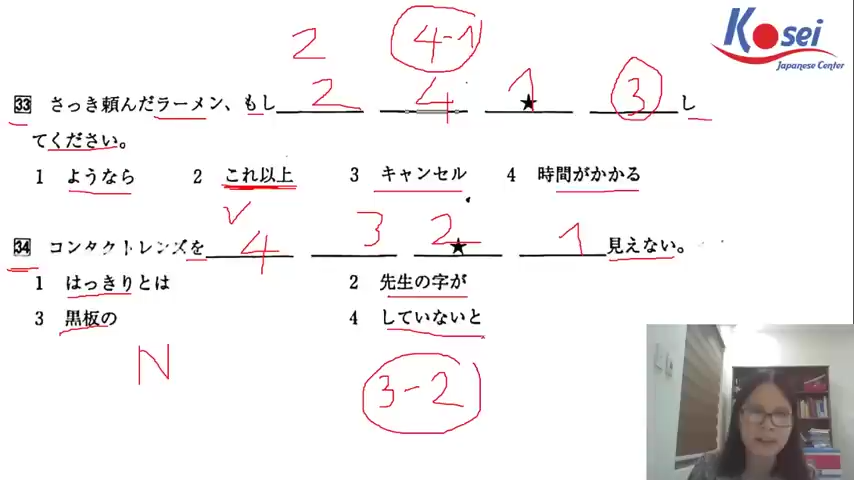 Kosei
Japanese Center
2 4-1
33 さっき頼んだラーメン、もし 2 4 1 ★ 3 し
てください。
1 ようなら 2 これ以上 3 キャンセル 4 時間がかかる
34 コンタクトレンズを 4 3 2 ★ 1 見えない。
1 はっきりとは 2 先生の字が
3 黒板の 4 していないと
N
3-2